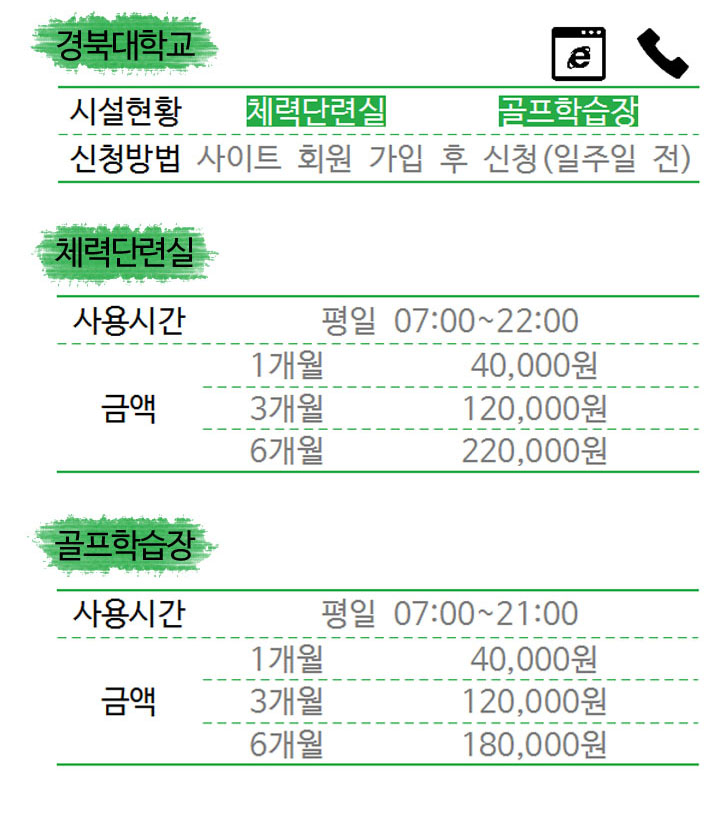 경북대학교
시설현황 체력단련실 골프학습장
신청방법 사이트 회원 가입 후 신청(일주일 전)
체력단련실
사용시간 평일 07:00~22:00
금액
1개월 40,000원
3개월 120,000원
6개월 220,000원
골프학습장
사용시간 평일 07:00~21:00
금액
1개월 40,000원
3개월 120,000원
6개월 180,000원